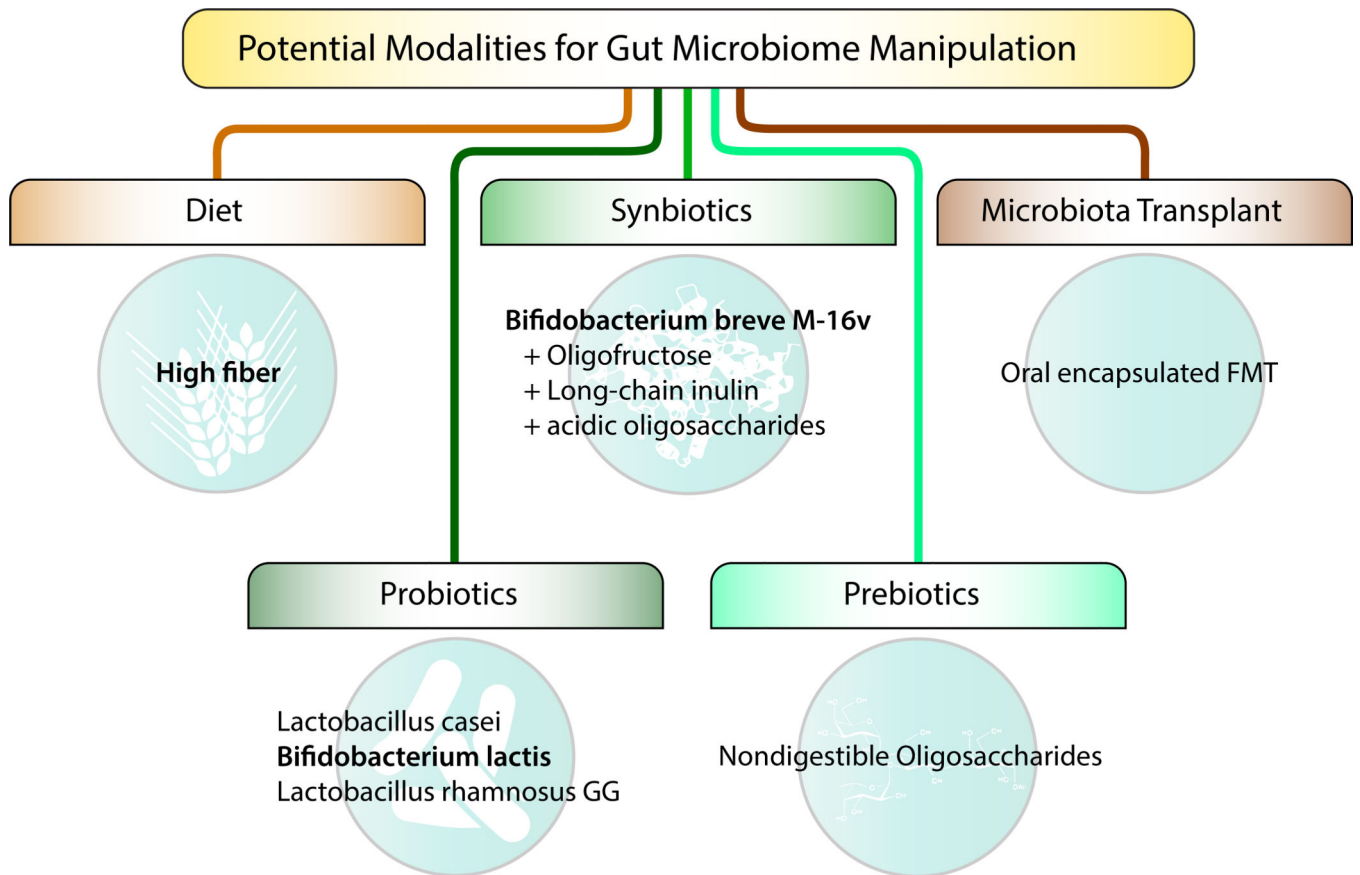 Potential Modalities for Gut Microbiome Manipulation
Diet
Synbiotics
Microbiota Transplant
High fiber
Bifidobacterium breve M-16v
+ Oligofructose
+ Long-chain inulin
+ acidic oligosaccharides
Oral encapsulated FMT
Probiotics
Prebiotics
Lactobacillus casei
Bifidobacterium lactis
Lactobacillus rhamnosus GG
Nondigestible Oligosaccharides